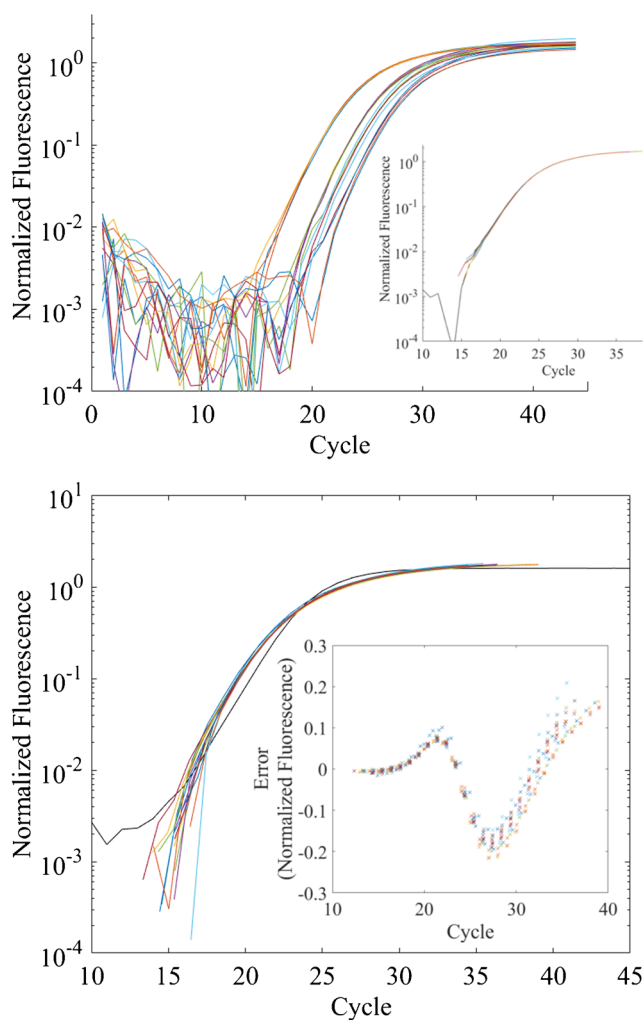 Normalized Fluorescence
10^0
10^-1
10^-2
10^-3
10^-4
0 10 20 30 40
Cycle
Normalized Fluorescence
10^0
10^-1
10^-2
10^-3
10^-4
10 15 20 25 30 35
Cycle
Normalized Fluorescence
10^1
10^0
10^-1
10^-2
10^-3
10^-4
10 15 20 25 30 35 40 45
Cycle
Error
(Normalized Fluorescence)
0.3
0.2
0.1
0
-0.1
-0.2
-0.3
10 20 30 40
Cycle